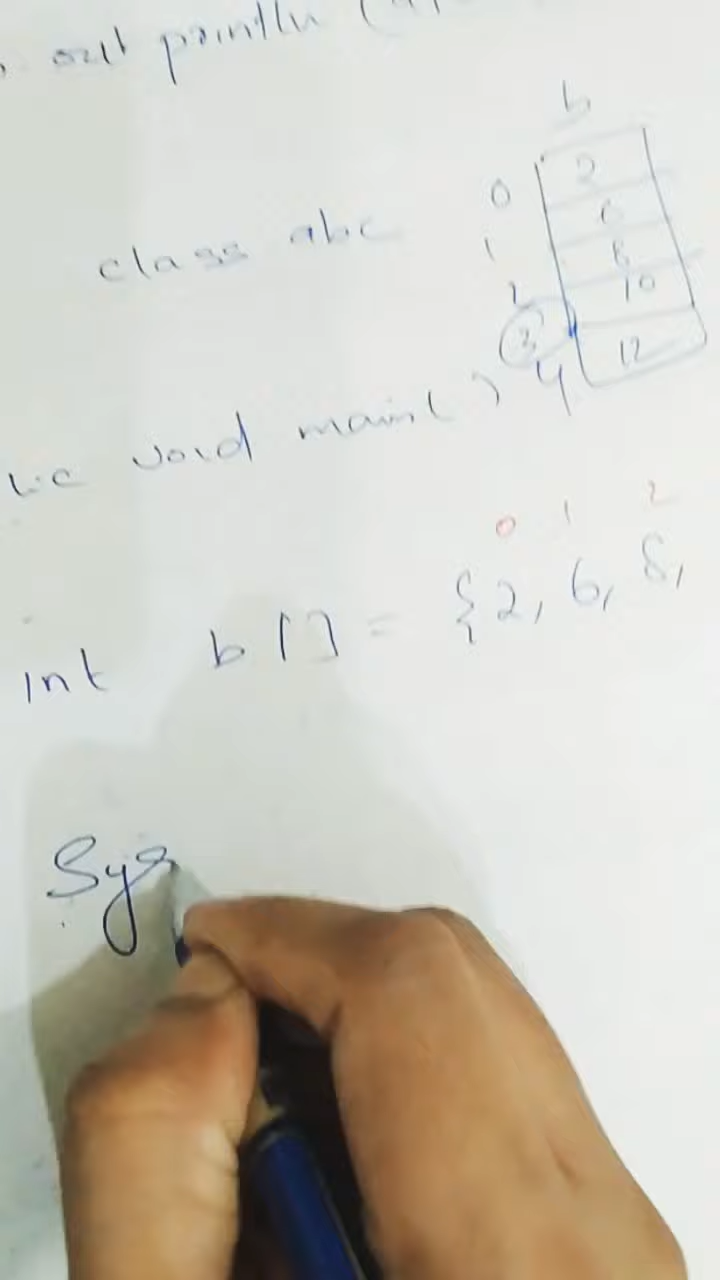 out println (
b
0 2
class abc 1 6
2 8
3 10
4 12
lic void main( )
0 1 2
int b[] = {2, 6, 8,
Sys